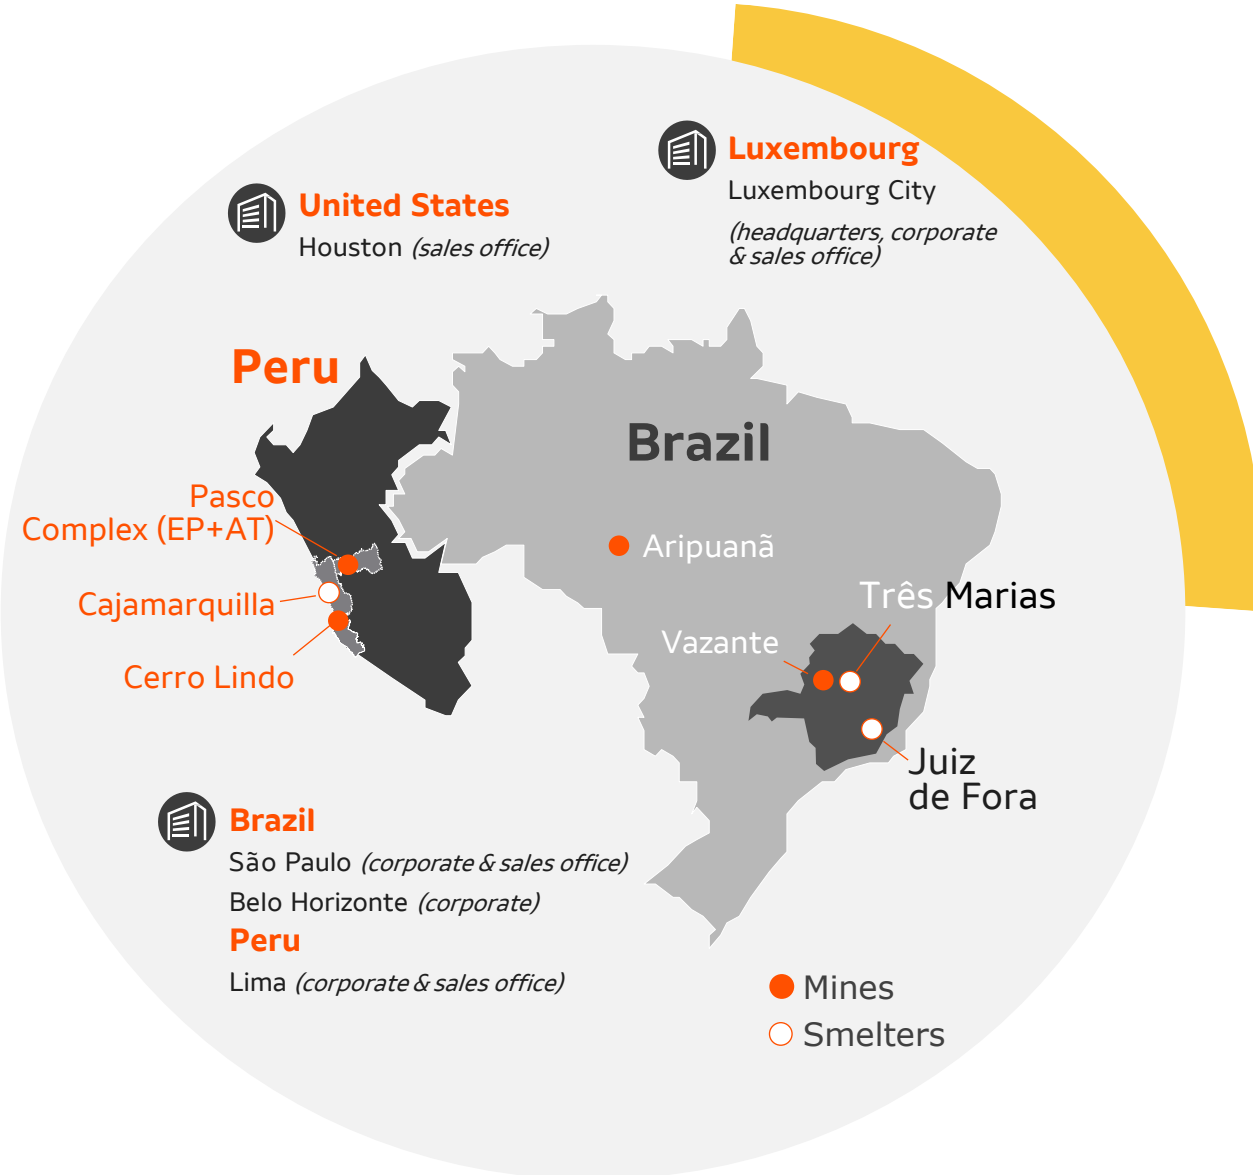 Luxembourg
Luxembourg City
(headquarters, corporate
& sales office)
United States
Houston (sales office)
Peru
Brazil
Pasco
Complex (EP+AT)
Cajamarquilla
Cerro Lindo
Aripuanã
Três Marias
Vazante
Juiz
de Fora
Brazil
São Paulo (corporate & sales office)
Belo Horizonte (corporate)
Peru
Lima (corporate & sales office)
Mines
Smelters